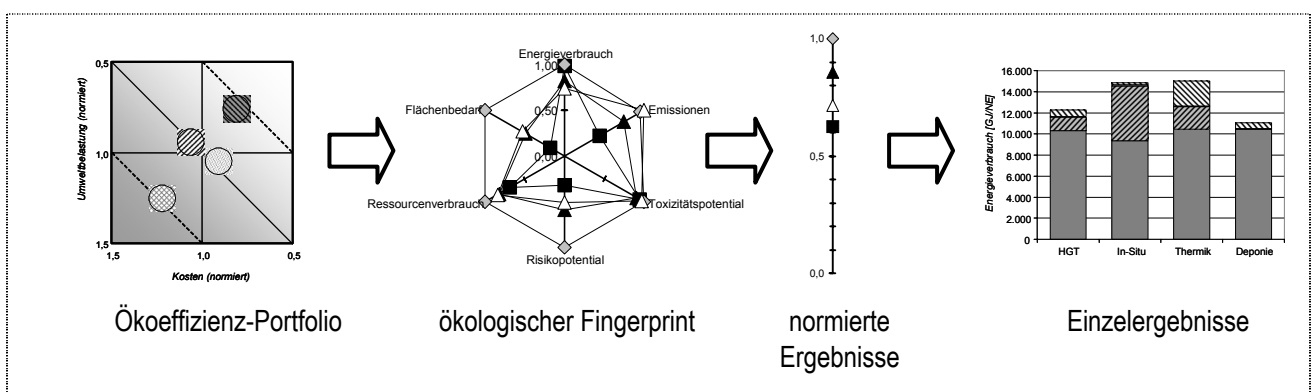 0,5
1,0
1,5
Umweltbelastung (normiert)
1,5
1,0
0,5
Kosten (normiert)
Ökoeffizienz-Portfolio
Energieverbrauch
1,00
Flächenbedarf
Emissionen
0,50
0,00
Ressourcenverbrauch
Toxizitätspotential
Risikopotential
ökologischer Fingerprint
1,0
0,5
0,0
normierte
Ergebnisse
Energieverbrauch [GJ/NE]
16.000
14.000
12.000
10.000
8.000
6.000
4.000
2.000
0
HGT
In-Situ
Thermik
Deponie
Einzelergebnisse